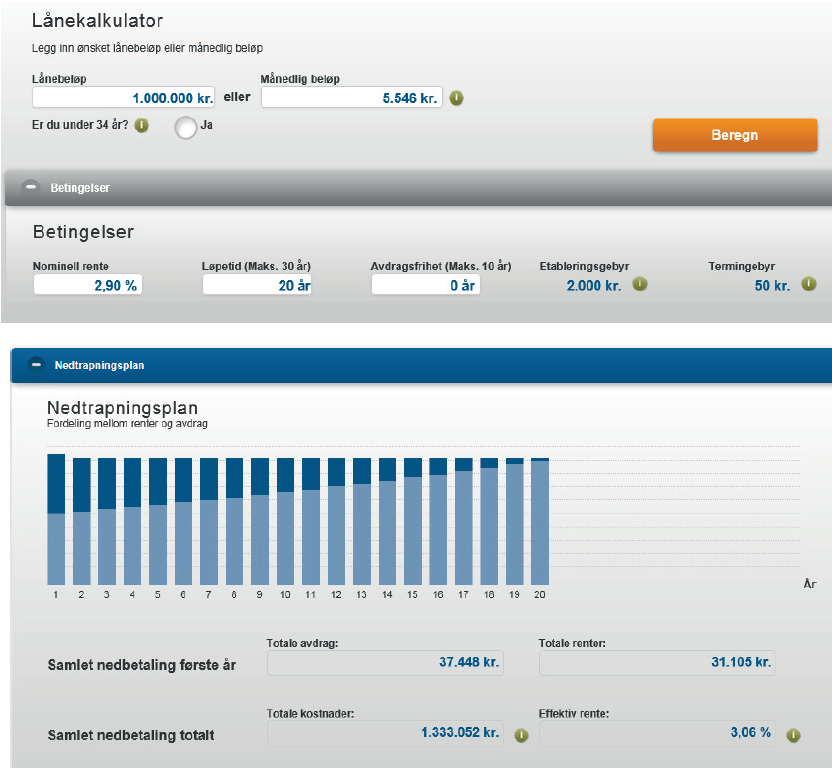 Lånekalkulator
Legg inn ønsket lånebeløp eller månedlig beløp
Lånebeløp Månedlig beløp
1.000.000 kr. eller 5.546 kr.
Er du under 34 år? Ja
Beregn
Betingelser
Betingelser
Nominell rente Løpetid (Maks. 30 år) Avdragsfrihet (Maks. 10 år) Etableringsgebyr Termingebyr
2,90 % 20 år 0 år 2.000 kr. 50 kr.
Nedtrapningsplan
Nedtrapningsplan
Fordeling mellom renter og avdrag
År
1 2 3 4 5 6 7 8 9 10 11 12 13 14 15 16 17 18 19 20
Totale avdrag: Totale renter:
Samlet nedbetaling første år 37.448 kr. 31.105 kr.
Totale kostnader: Effektiv rente:
Samlet nedbetaling totalt 1.333.052 kr. 3,06 %